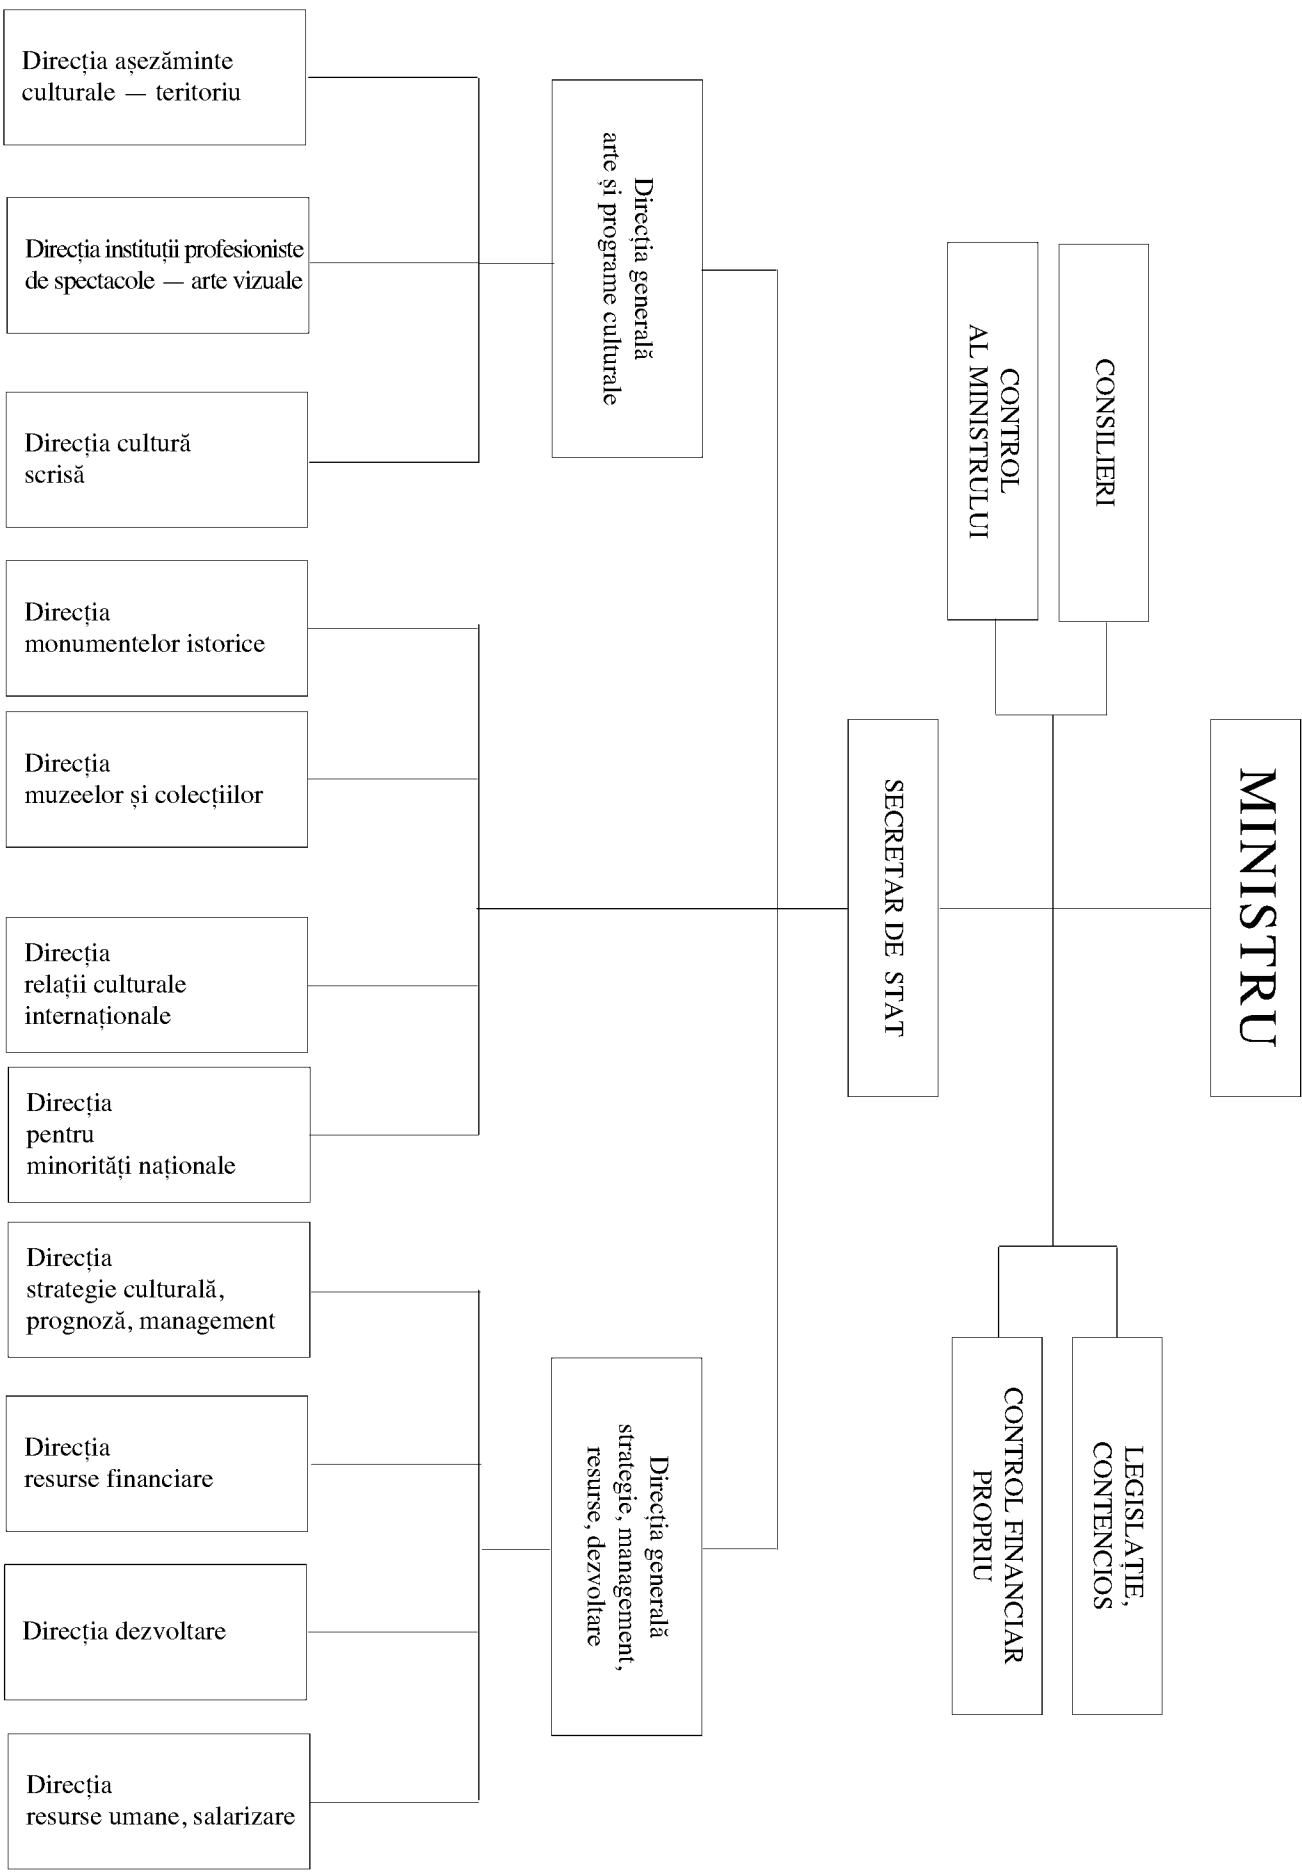 MINISTRU
CONSILIERI
CONTROL
AL MINISTRULUI
LEGISLAȚIE,
CONTENCIOS
CONTROL FINANCIAR
PROPRIU
SECRETAR DE STAT
Direcția generală
arte și programe culturale
Direcția generală
strategie, management,
resurse, dezvoltare
Direcția așezăminte
culturale — teritoriu
Direcția instituții profesioniste
de spectacole — arte vizuale
Direcția cultură
scrisă
Direcția
monumentelor istorice
Direcția
muzeelor și colecțiilor
Direcția
relații culturale
internaționale
Direcția
pentru
minorități naționale
Direcția
strategie culturală,
prognoză, management
Direcția
resurse financiare
Direcția dezvoltare
Direcția
resurse umane, salarizare